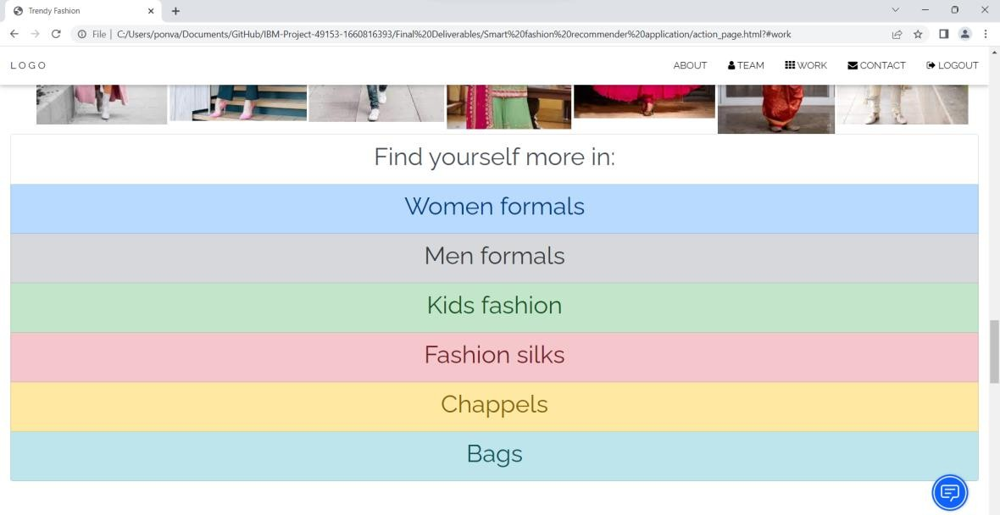 Trendy Fashion
File | C:/Users/ponva/Documents/GitHub/IBM-Project-49153-1660816393/Final%20Deliverables/Smart%20fashion%20recommender%20application/action_page.html?#work
LOGO ABOUT TEAM WORK CONTACT LOGOUT
Find yourself more in:
Women formals
Men formals
Kids fashion
Fashion silks
Chappels
Bags